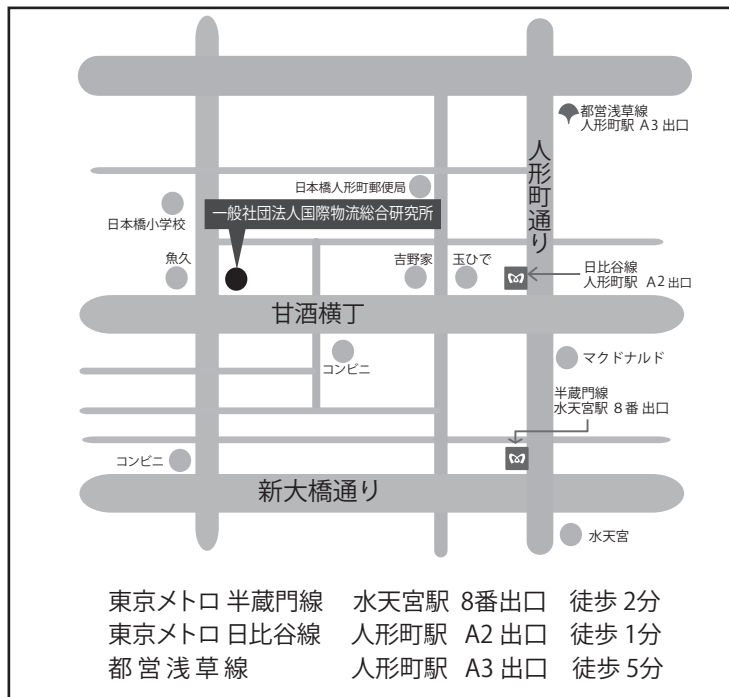 都営浅草線
人形町駅 A3 出口
人形町通り
日本橋人形町郵便局
一般社団法人国際物流総合研究所
日本橋小学校
魚久
吉野家
玉ひで
日比谷線
人形町駅 A2 出口
甘酒横丁
コンビニ
マクドナルド
半蔵門線
水天宮駅 8番 出口
コンビニ
新大橋通り
水天宮
東京メトロ 半蔵門線 水天宮駅 8番出口 徒歩 2分
東京メトロ 日比谷線 人形町駅 A2 出口 徒歩 1分
都営浅草線 人形町駅 A3 出口 徒歩 5分